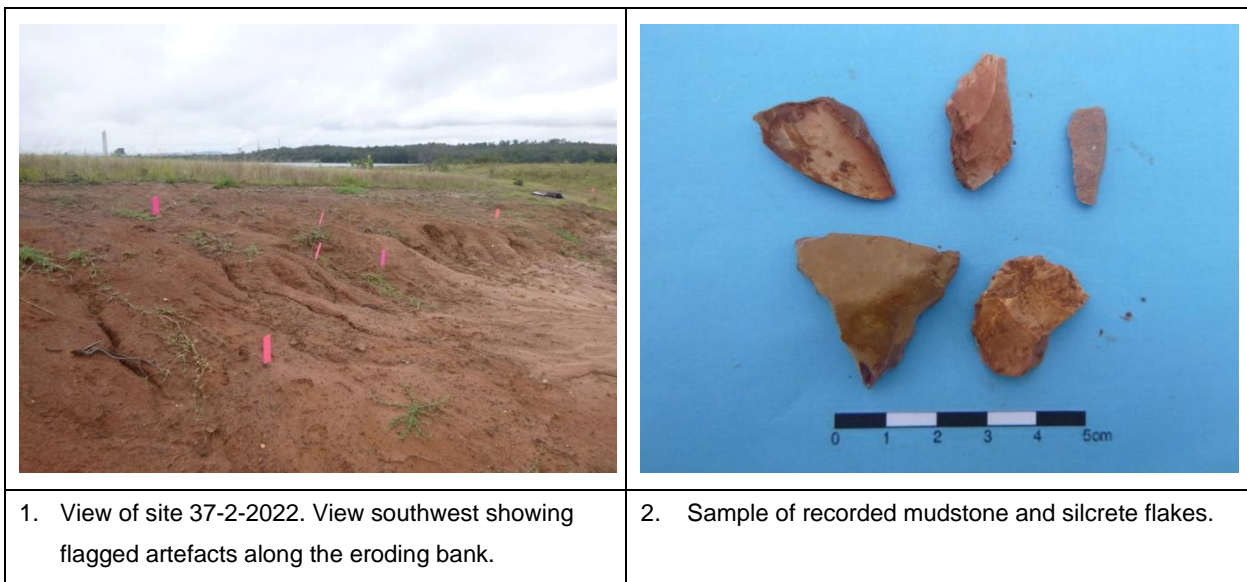 0 1 2 3 4 5cm
1. View of site 37-2-2022. View southwest showing
flagged artefacts along the eroding bank.
2. Sample of recorded mudstone and silcrete flakes.